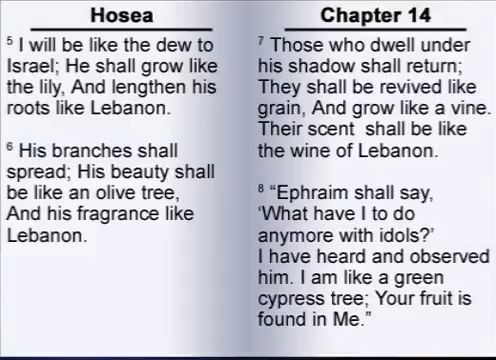 Hosea
⁵ I will be like the dew to
Israel; He shall grow like
the lily, And lengthen his
roots like Lebanon.
⁶ His branches shall
spread; His beauty shall
be like an olive tree,
And his fragrance like
Lebanon.
Chapter 14
⁷ Those who dwell under
his shadow shall return;
They shall be revived like
grain, And grow like a vine.
Their scent shall be like
the wine of Lebanon.
⁸ “Ephraim shall say,
‘What have I to do
anymore with idols?’
I have heard and observed
him. I am like a green
cypress tree; Your fruit is
found in Me.”